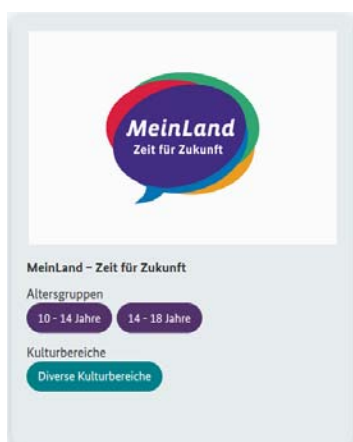 MeinLand
Zeit für Zukunft
MeinLand – Zeit für Zukunft
Altersgruppen
10 - 14 Jahre 14 - 18 Jahre
Kulturbereiche
Diverse Kulturbereiche